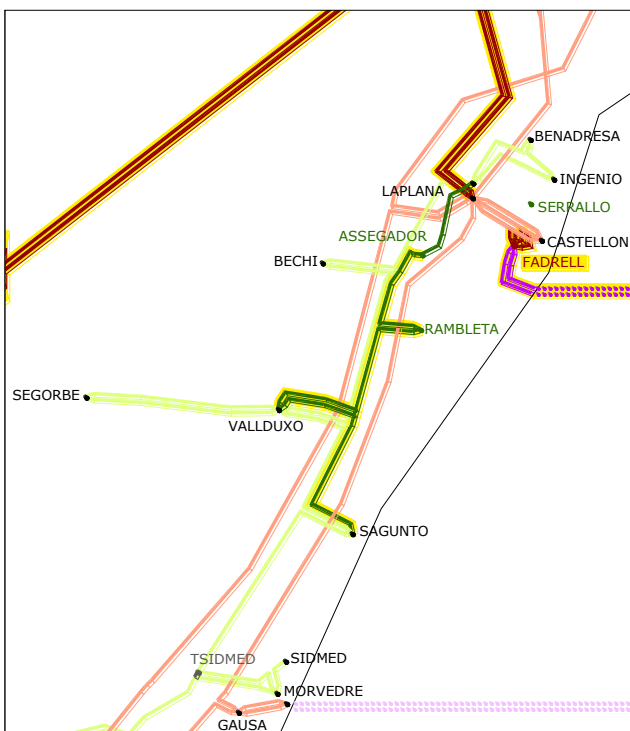 BENADRESA
INGENIO
LAPLANA
SERRALLO
ASSEGADOR
CASTELLON
BECHI
FADRELL
RAMBLETA
SEGORBE
VALLDUXO
SAGUNTO
TSIDMED
SIDMED
MORVEDRE
GAUSA